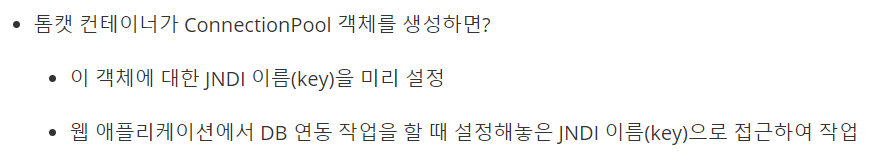 톰캣 컨테이너가 ConnectionPool 객체를 생성하면?
이 객체에 대한 JNDI 이름(key)을 미리 설정
웹 애플리케이션에서 DB 연동 작업을 할 때 설정해놓은 JNDI 이름(key)으로 접근하여 작업